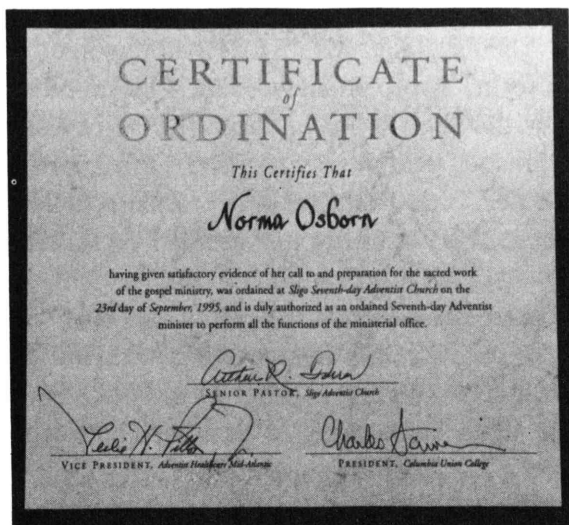 CERTIFICATE
of
ORDINATION
This Certifies That
Norma Osborn
having given satisfactory evidence of her call to and preparation for the sacred work
of the gospel ministry, was ordained at Sligo Seventh-day Adventist Church on the
23rd day of September, 1995, and is duly authorized as an ordained Seventh-day Adventist
minister to perform all the functions of the ministerial office.
Arthur R.
SENIOR PASTOR, Sligo Adventist Church
Charles
VICE PRESIDENT, Adventist Healthcare Mid-Atlantic
PRESIDENT, Columbia Union College